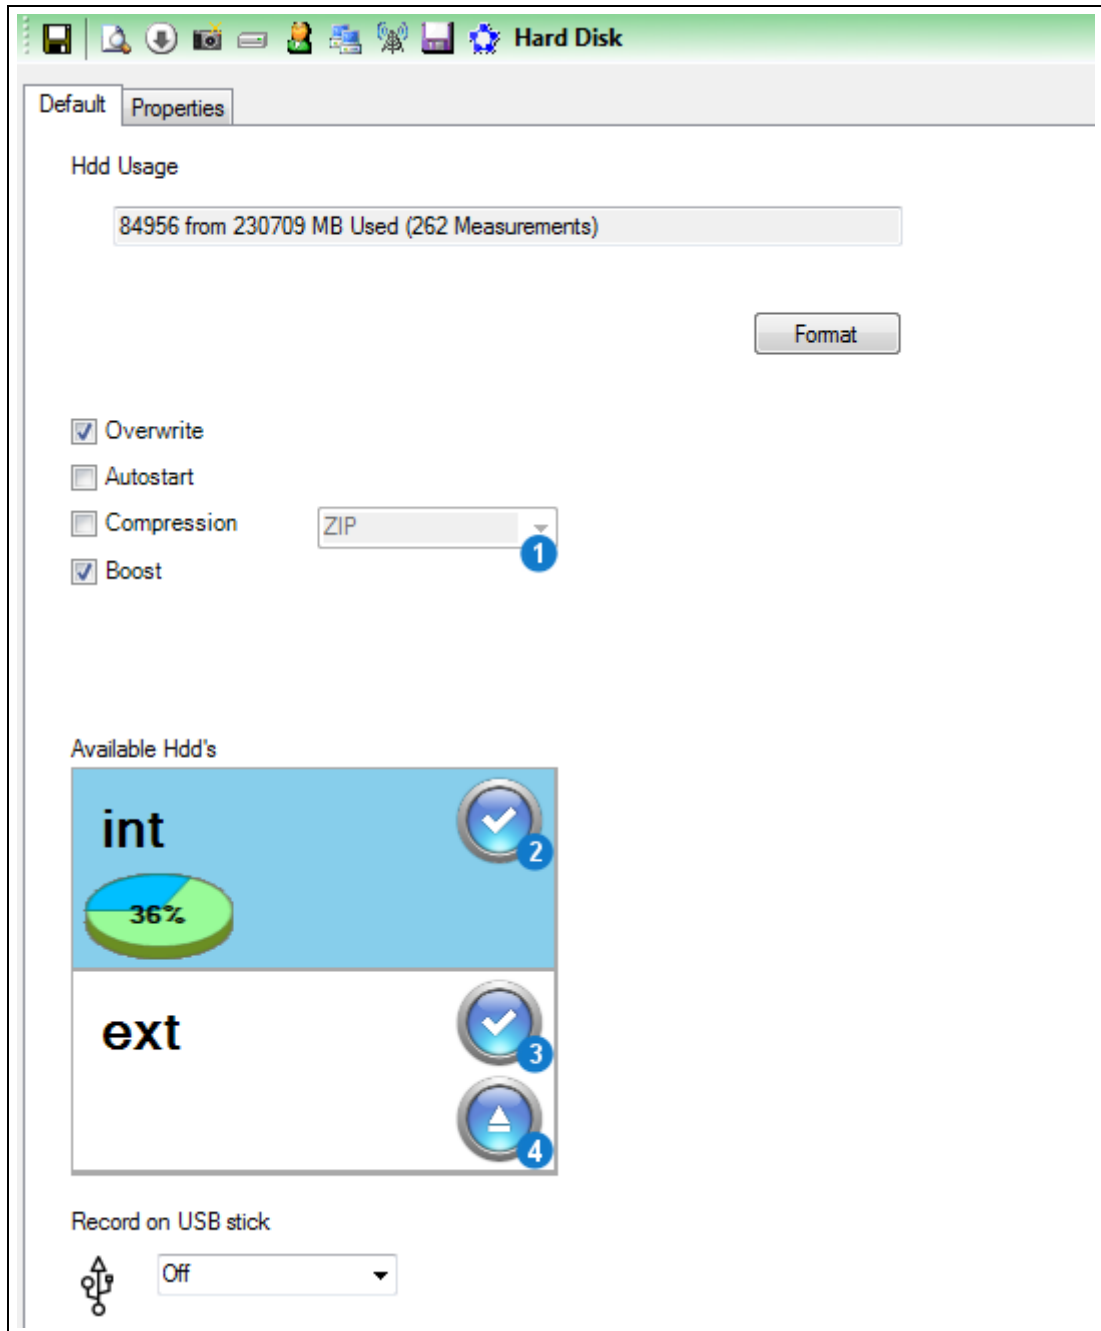 Hard Disk
Default Properties
Hdd Usage
84956 from 230709 MB Used (262 Measurements)
Format
Overwrite
Autostart
Compression ZIP
1
Boost
Available Hdd's
int
2
36%
ext
3
4
Record on USB stick
Off